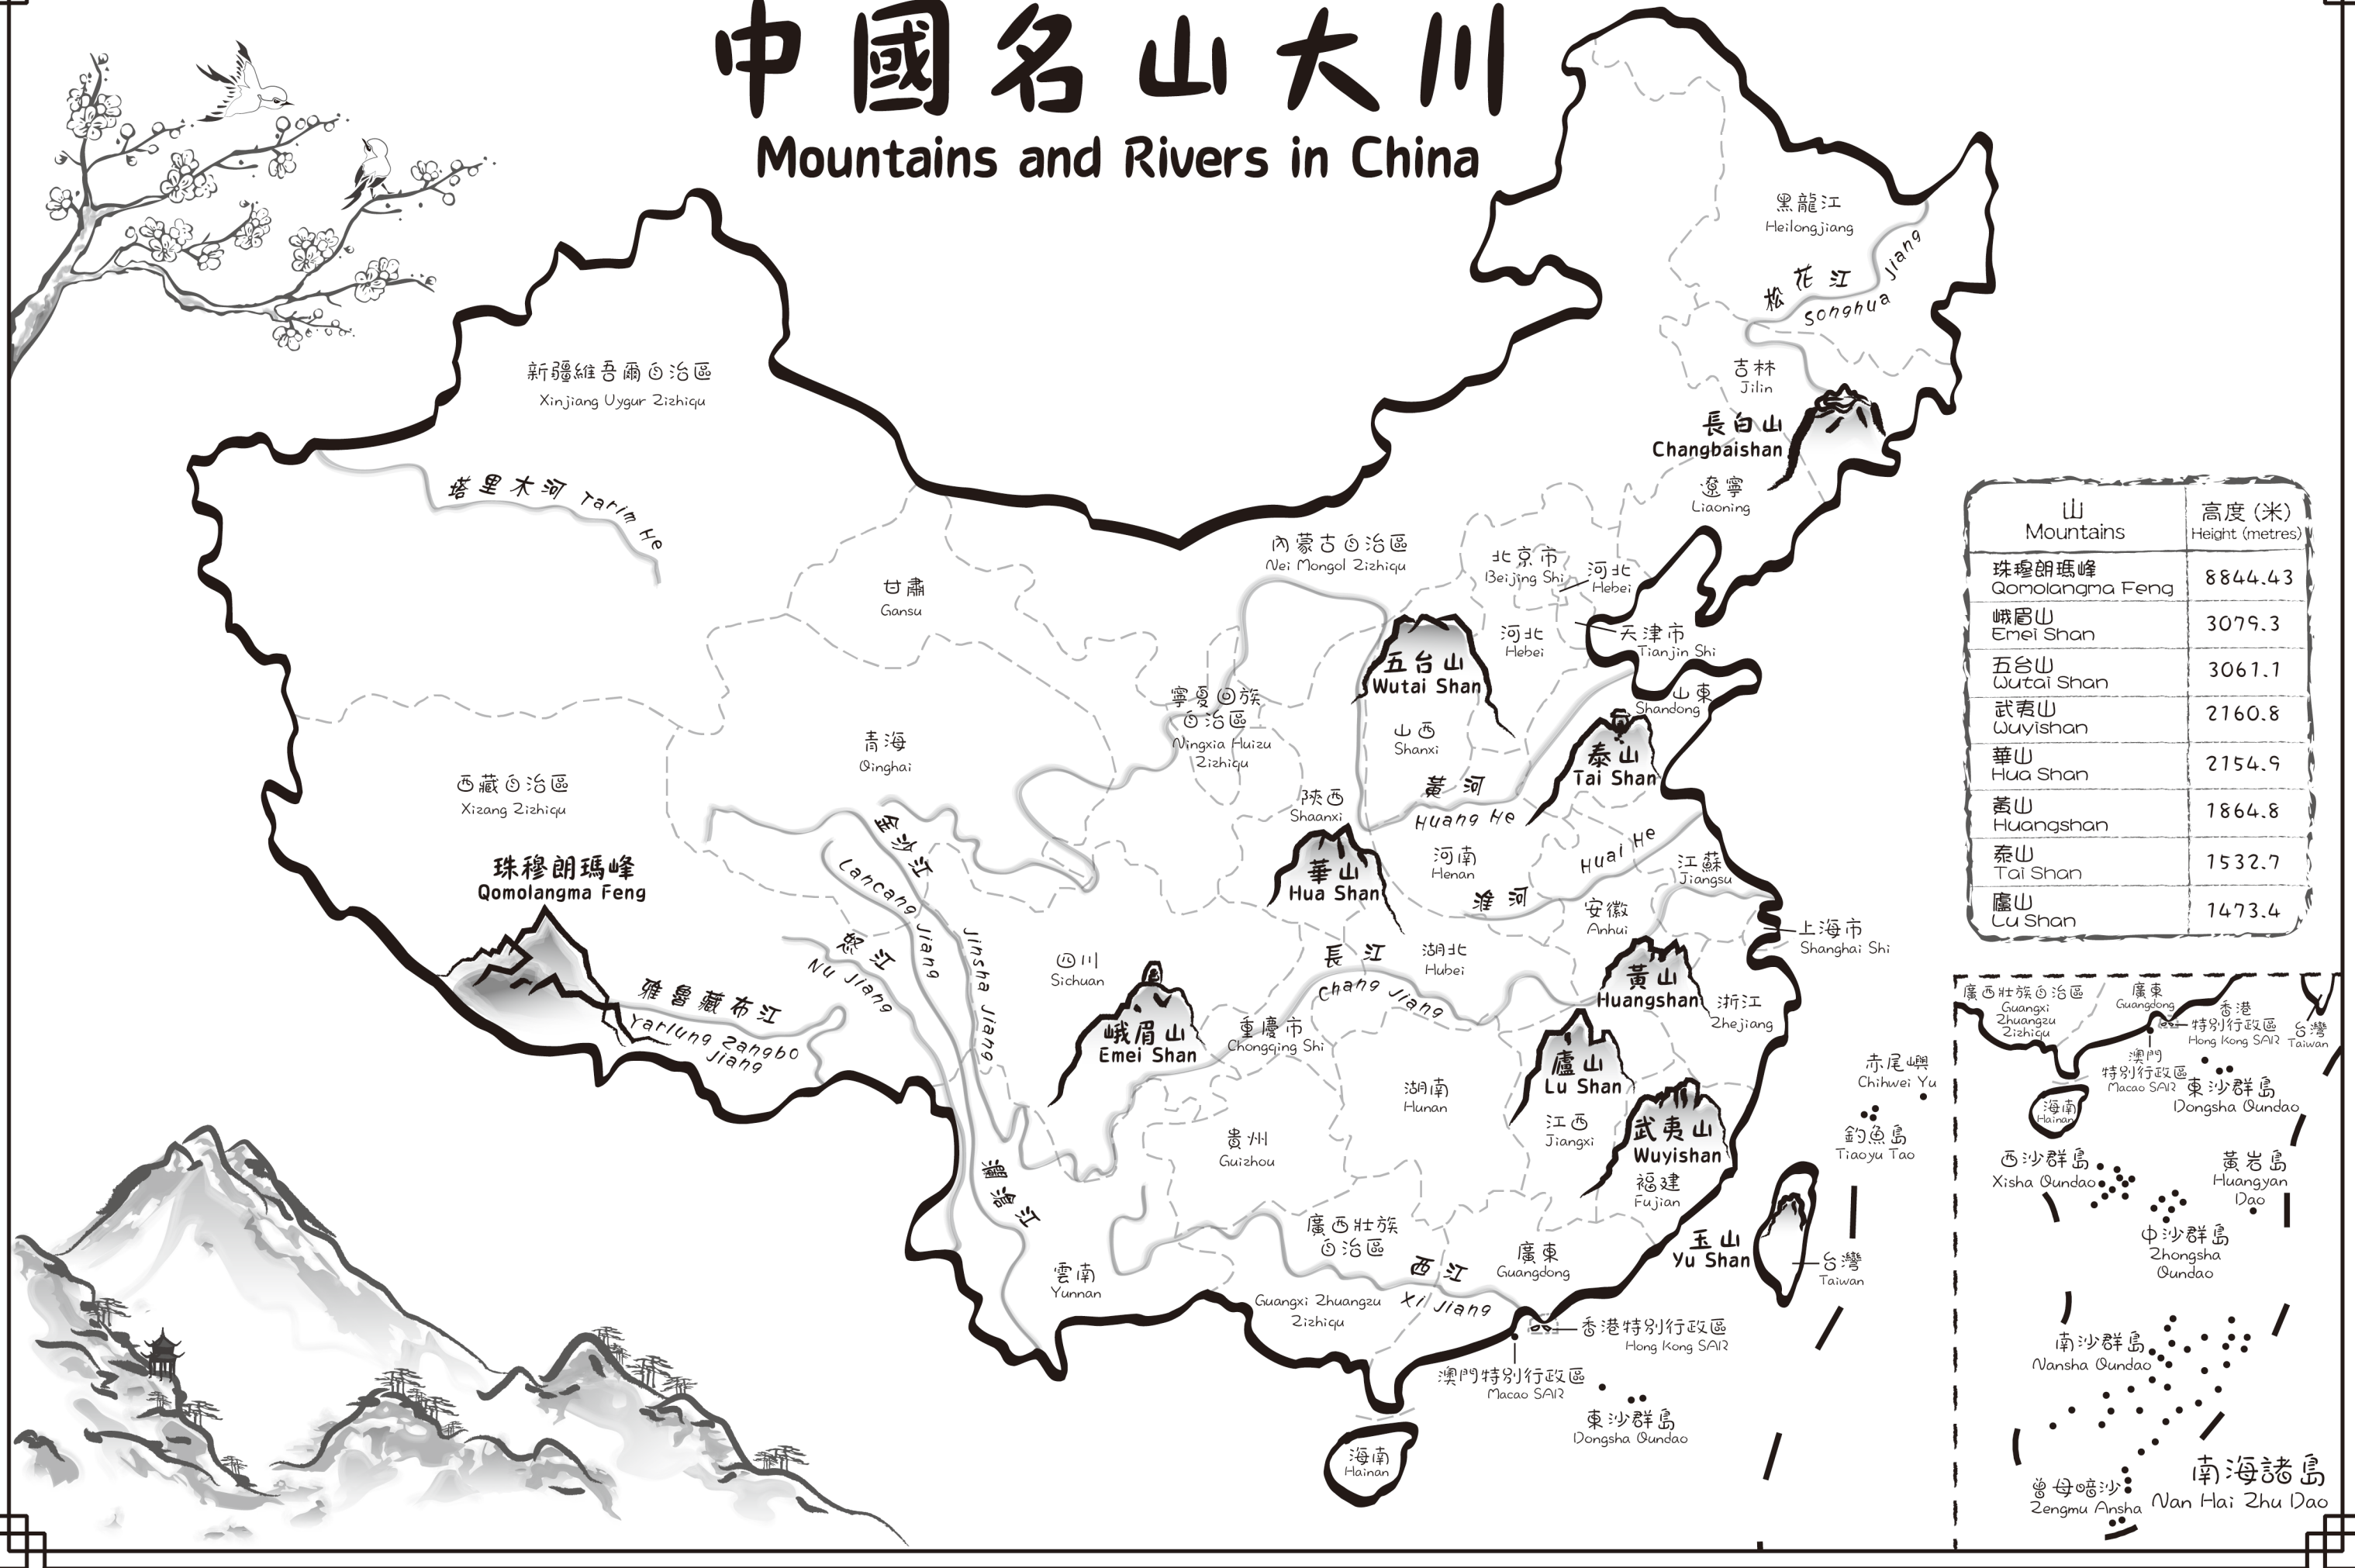 中國名山大川
Mountains and Rivers in China
黑龍江
Heilongjiang
松花江
Songhua Jiang
吉林
Jilin
長白山
Changbaishan
遼寧
Liaoning
新疆維吾爾自治區
Xinjiang Uygur Zizhiqu
塔里木河 Tarim He
甘肅
Gansu
內蒙古自治區
Nei Mongol Zizhiqu
北京市
Beijing Shi
河北
Hebei
天津市
Tianjin Shi
河北
Hebei
五台山
Wutai Shan
山西
Shanxi
山東
Shandong
泰山
Tai Shan
寧夏回族
自治區
Ningxia Huizu
Zizhiqu
青海
Qinghai
西藏自治區
Xizang Zizhiqu
陝西
Shaanxi
黃河
Huang He
華山
Hua Shan
河南
Henan
淮河
Huai He
江蘇
Jiangsu
安徽
Anhui
上海市
Shanghai Shi
珠穆朗瑪峰
Qomolangma Feng
雅魯藏布江
Yarlung Zangbo
Jiang
金沙江
Jinsha Jiang
Lancang Jiang
瀾滄江
怒江
Nu Jiang
四川
Sichuan
峨眉山
Emei Shan
重慶市
Chongqing Shi
長江
Chang Jiang
湖北
Hubei
黃山
Huangshan
浙江
Zhejiang
廬山
Lu Shan
湖南
Hunan
江西
Jiangxi
武夷山
Wuyishan
福建
Fujian
貴州
Guizhou
雲南
Yunnan
廣西壯族
自治區
Guangxi Zhuangzu
Zizhiqu
西江
Xi Jiang
廣東
Guangdong
玉山
Yu Shan
台灣
Taiwan
香港特別行政區
Hong Kong SAR
澳門特別行政區
Macao SAR
東沙群島
Dongsha Qundao
海南
Hainan
赤尾嶼
Chihwei Yu
釣魚島
Tiaoyu Tao
山 高度 (米)
Mountains Height (metres)
珠穆朗瑪峰
Qomolangma Feng 8844.43
峨眉山
Emei Shan 3079.3
五台山
Wutai Shan 3061.1
武夷山
Wuyishan 2160.8
華山
Hua Shan 2154.9
黃山
Huangshan 1864.8
泰山
Tai Shan 1532.7
廬山
Lu Shan 1473.4
廣西壯族自治區
Guangxi
Zhuangzu
Zizhiqu
廣東
Guangdong
香港
特別行政區
Hong Kong SAR
台灣
Taiwan
澳門
特別行政區
Macao SAR
東沙群島
Dongsha Qundao
海南
Hainan
西沙群島
Xisha Qundao
黃岩島
Huangyan
Dao
中沙群島
Zhongsha
Qundao
南沙群島
Nansha Qundao
曾母暗沙
Zengmu Ansha
南海諸島
Nan Hai Zhu Dao